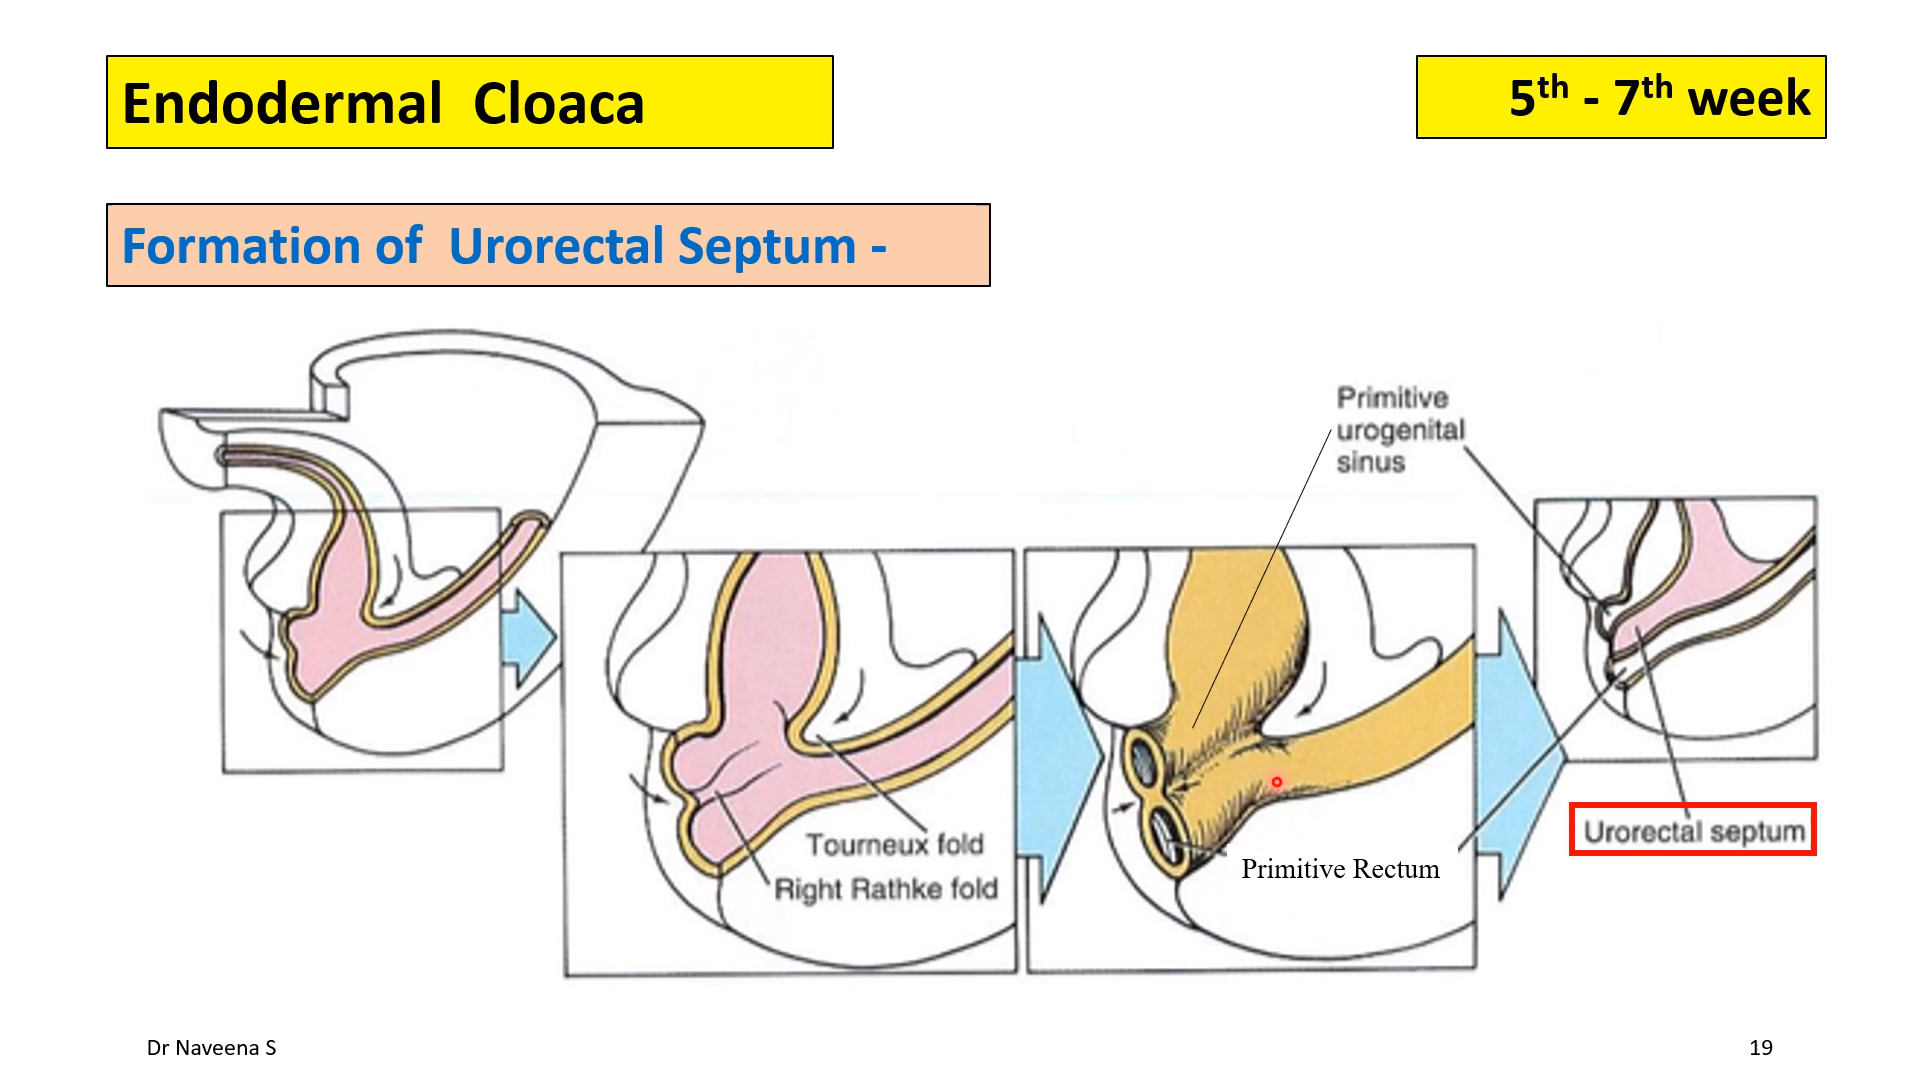 Endodermal Cloaca
5th - 7th week
Formation of Urorectal Septum -
Primitive
urogenital
sinus
Tourneux fold
Right Rathke fold
Primitive Rectum
Urorectal septum
Dr Naveena S
19